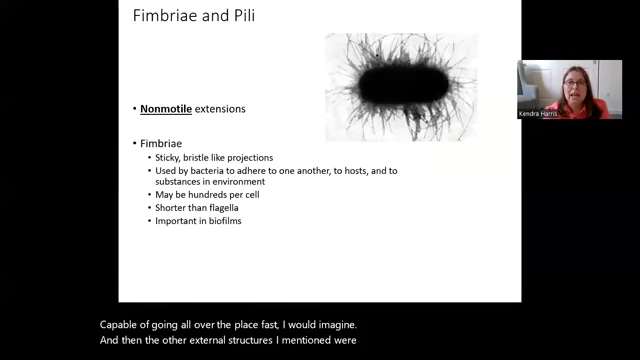 Fimbriae and Pili
• Nonmotile extensions
• Fimbriae
• Sticky, bristle like projections
• Used by bacteria to adhere to one another, to hosts, and to
substances in environment
• May be hundreds per cell
• Shorter than flagella
• Important in biofilms
Kendra Harris
Capable of going all over the place fast, I would imagine.
And then the other external structures I mentioned were